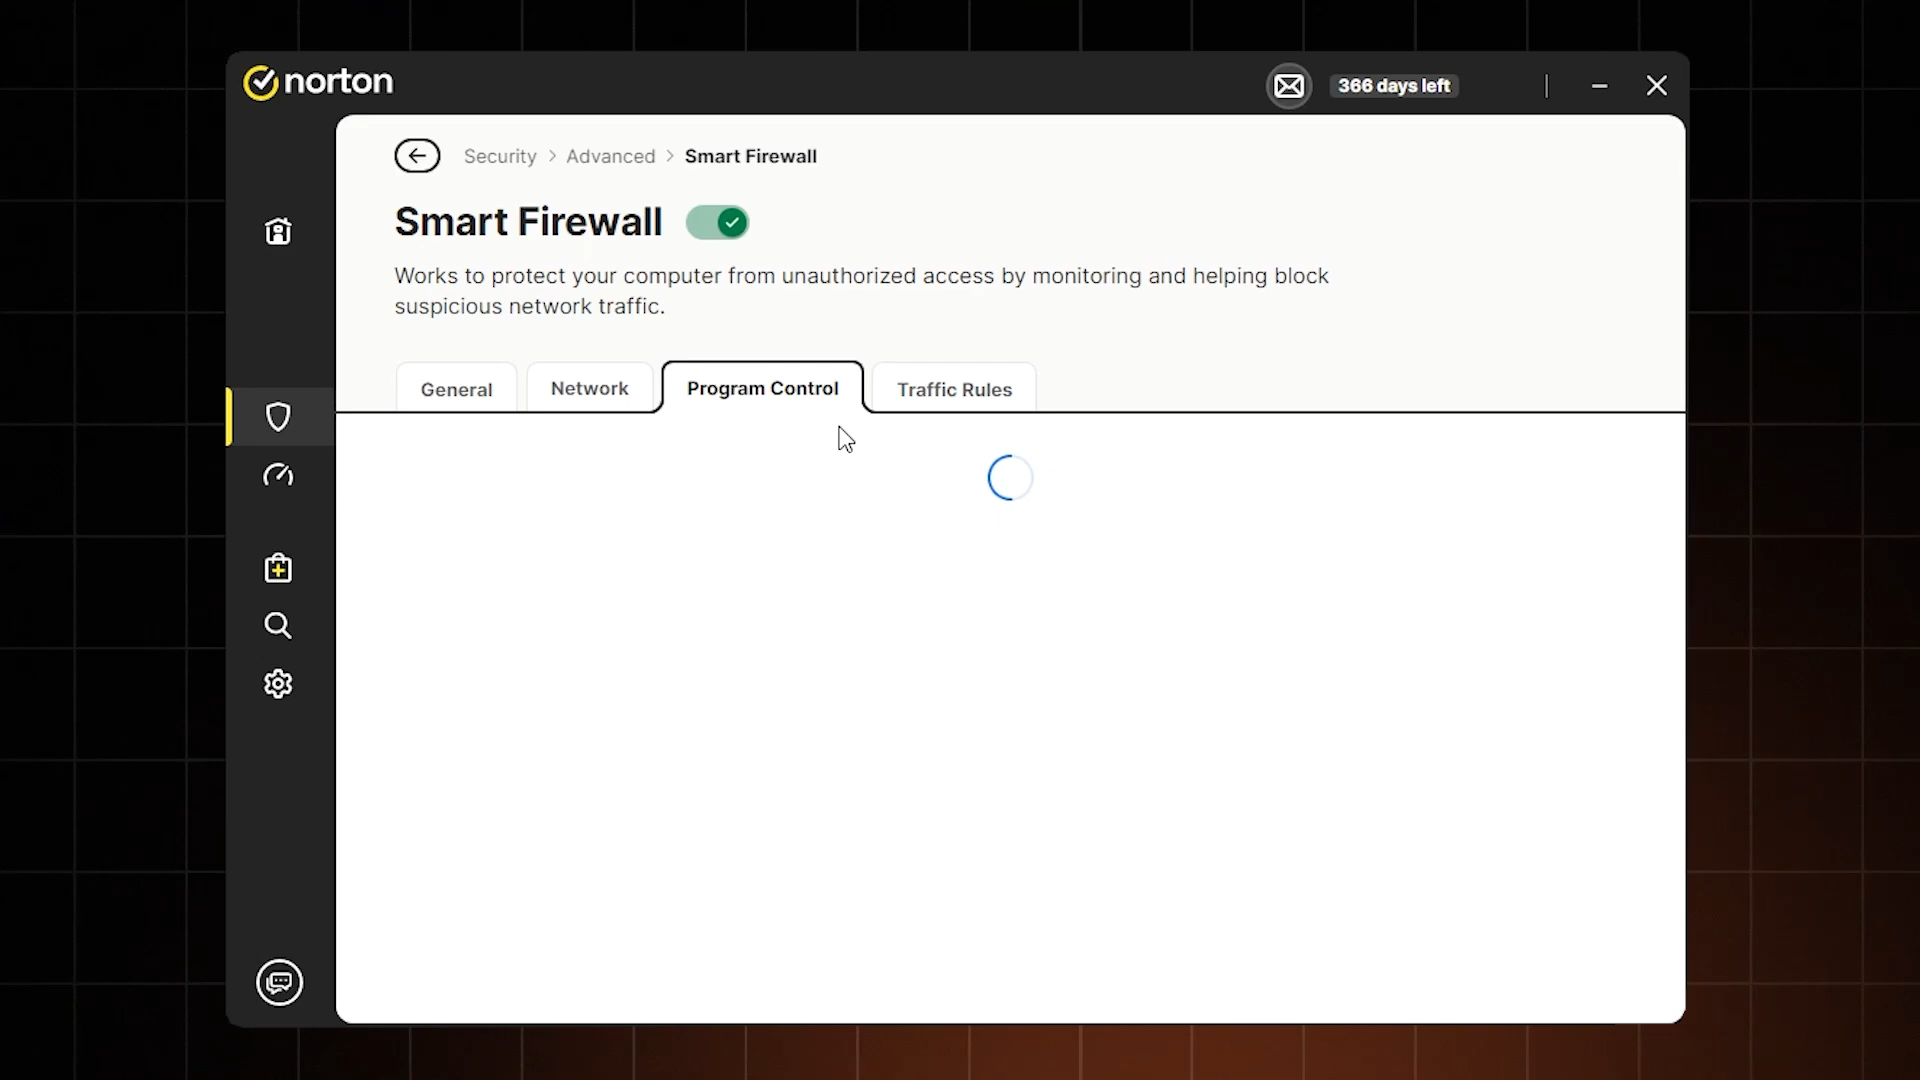 norton
366 days left
Security > Advanced > Smart Firewall
Smart Firewall
Works to protect your computer from unauthorized access by monitoring and helping block
suspicious network traffic.
General Network Program Control Traffic Rules